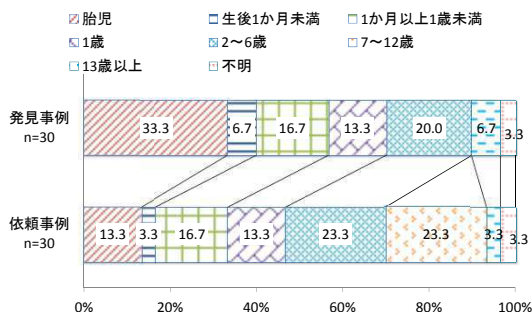 胎児 生後1か月未満 1か月以上1歳未満
1歳 2～6歳 7～12歳
13歳以上 不明
発見事例
n=30
33.3 6.7 16.7 13.3 20.0 6.7 3.3
依頼事例
n=30
13.3 3.3 16.7 13.3 23.3 23.3 3.3 3.3
0% 20% 40% 60% 80% 100%